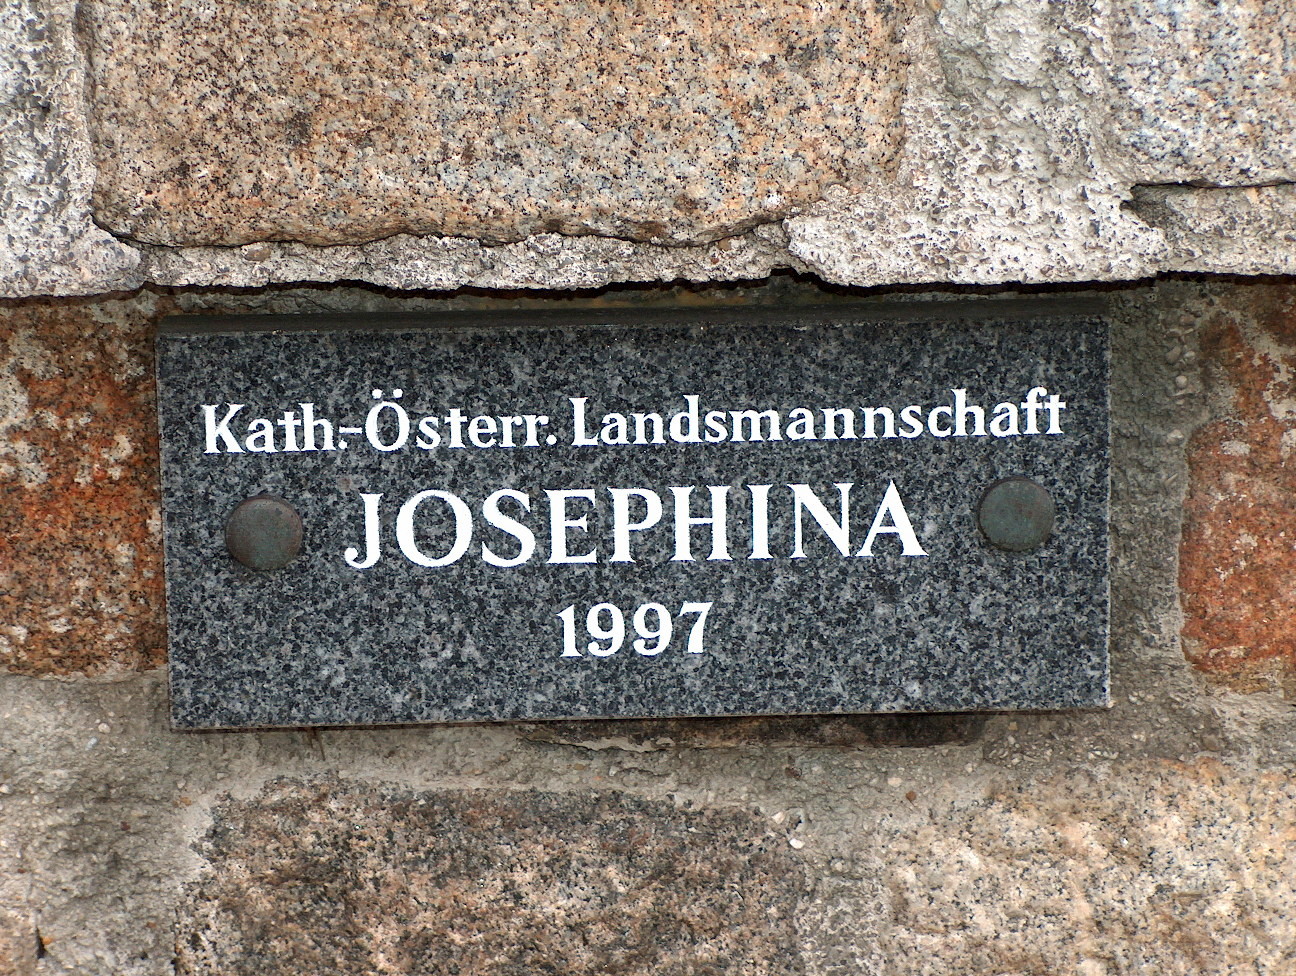 Kath.-Österr. Landsmannschaft
JOSEPHINA
1997